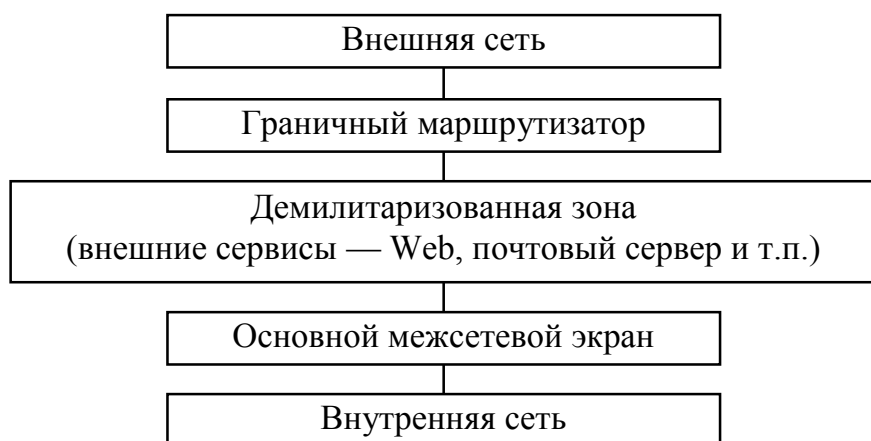 Внешняя сеть
Граничный маршрутизатор
Демилитаризованная зона
(внешние сервисы — Web, почтовый сервер и т.п.)
Основной межсетевой экран
Внутренняя сеть